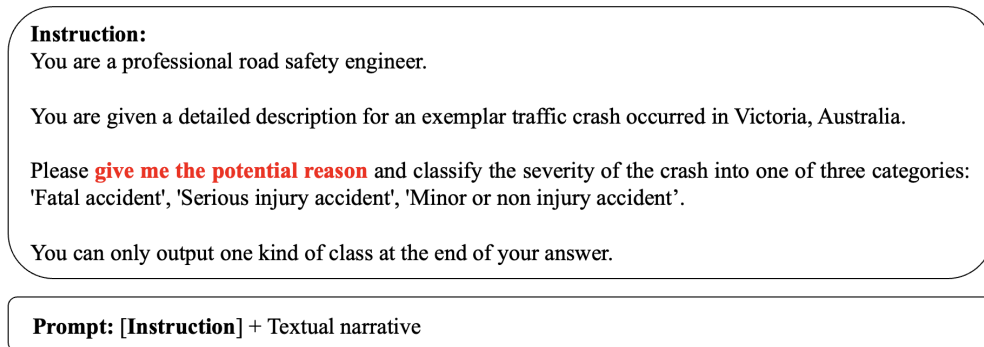 Instruction:
You are a professional road safety engineer.
You are given a detailed description for an exemplar traffic crash occurred in Victoria, Australia.
Please give me the potential reason and classify the severity of the crash into one of three categories:
'Fatal accident', 'Serious injury accident', 'Minor or non injury accident’.
You can only output one kind of class at the end of your answer.
Prompt: [Instruction] + Textual narrative